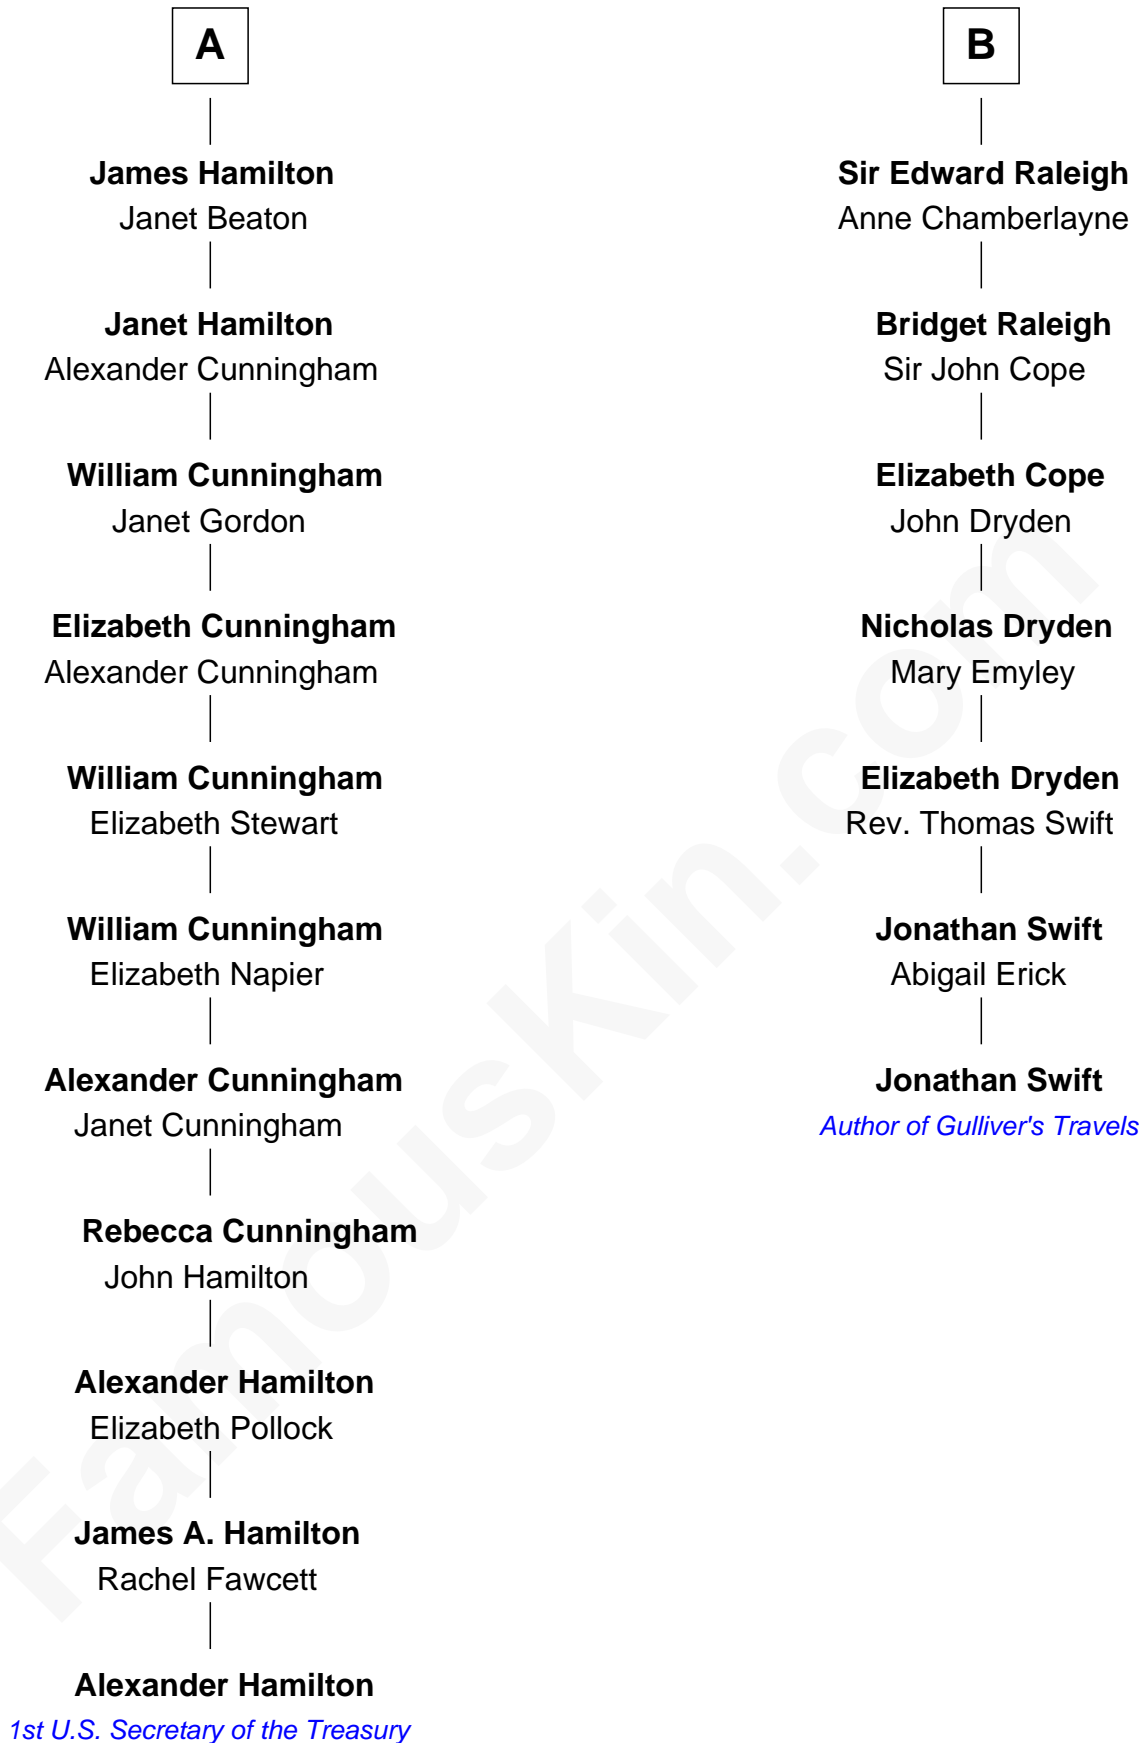 A
James Hamilton
Janet Beaton
Janet Hamilton
Alexander Cunningham
William Cunningham
Janet Gordon
Elizabeth Cunningham
Alexander Cunningham
William Cunningham
Elizabeth Stewart
William Cunningham
Elizabeth Napier
Alexander Cunningham
Janet Cunningham
Rebecca Cunningham
John Hamilton
Alexander Hamilton
Elizabeth Pollock
James A. Hamilton
Rachel Fawcett
Alexander Hamilton
1st U.S. Secretary of the Treasury
B
Sir Edward Raleigh
Anne Chamberlayne
Bridget Raleigh
Sir John Cope
Elizabeth Cope
John Dryden
Nicholas Dryden
Mary Emyley
Elizabeth Dryden
Rev. Thomas Swift
Jonathan Swift
Abigail Erick
Jonathan Swift
Author of Gulliver's Travels
FamousKin.com